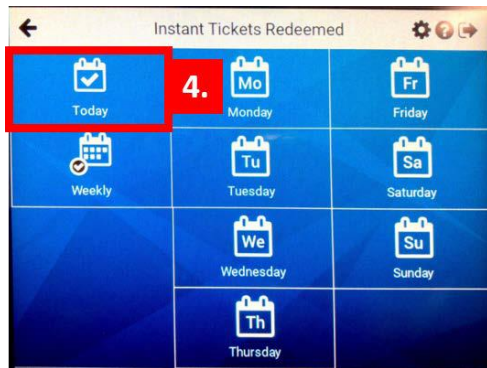 Instant Tickets Redeemed
?
Today
4.
Mo
Monday
Fr
Friday
Weekly
Tu
Tuesday
Sa
Saturday
We
Wednesday
Su
Sunday
Th
Thursday